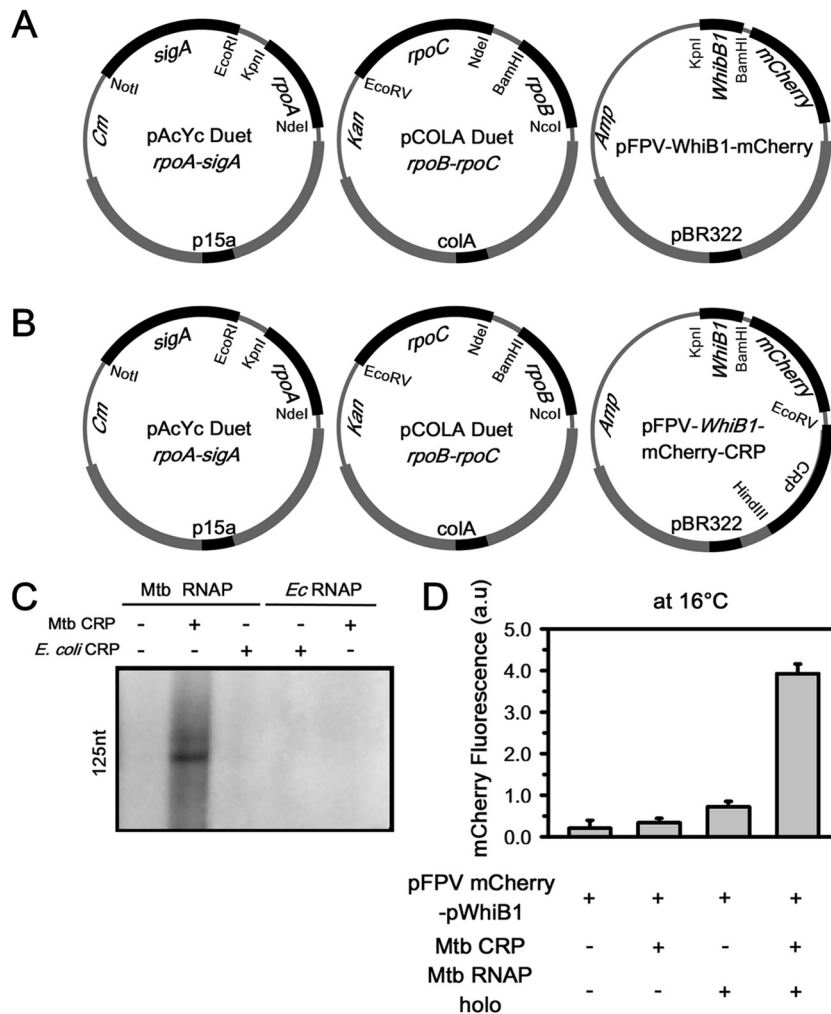 A
sigA
EcoRI
KpnI
rpoA
NotI
NdeI
Cm
pAcYc Duet
rpoA-sigA
p15a
rpoC
NdeI
BamHI
rpoB
EcoRV
NcoI
Kan
pCOLA Duet
rpoB-rpoC
colA
KpnI
WhibB1
BamHI
mCherry
Amp
pFPV-WhiB1-mCherry
pBR322
B
sigA
EcoRI
KpnI
rpoA
NotI
NdeI
Cm
pAcYc Duet
rpoA-sigA
p15a
rpoC
NdeI
BamHI
rpoB
EcoRV
NcoI
Kan
pCOLA Duet
rpoB-rpoC
colA
KpnI
WhiB1
BamHI
mCherry
EcoRV
Amp
pFPV-WhiB1-
mCherry-CRP
CRP
HindIII
pBR322
C
Mtb RNAP Ec RNAP
Mtb CRP - + - - +
E. coli CRP - - + + -
125nt
D
at 16°C
mCherry Fluorescence (a.u)
5.0
4.0
3.0
2.0
1.0
0.0
pFPV mCherry
-pWhiB1 + + + +
Mtb CRP - + - +
Mtb RNAP
holo - - + +